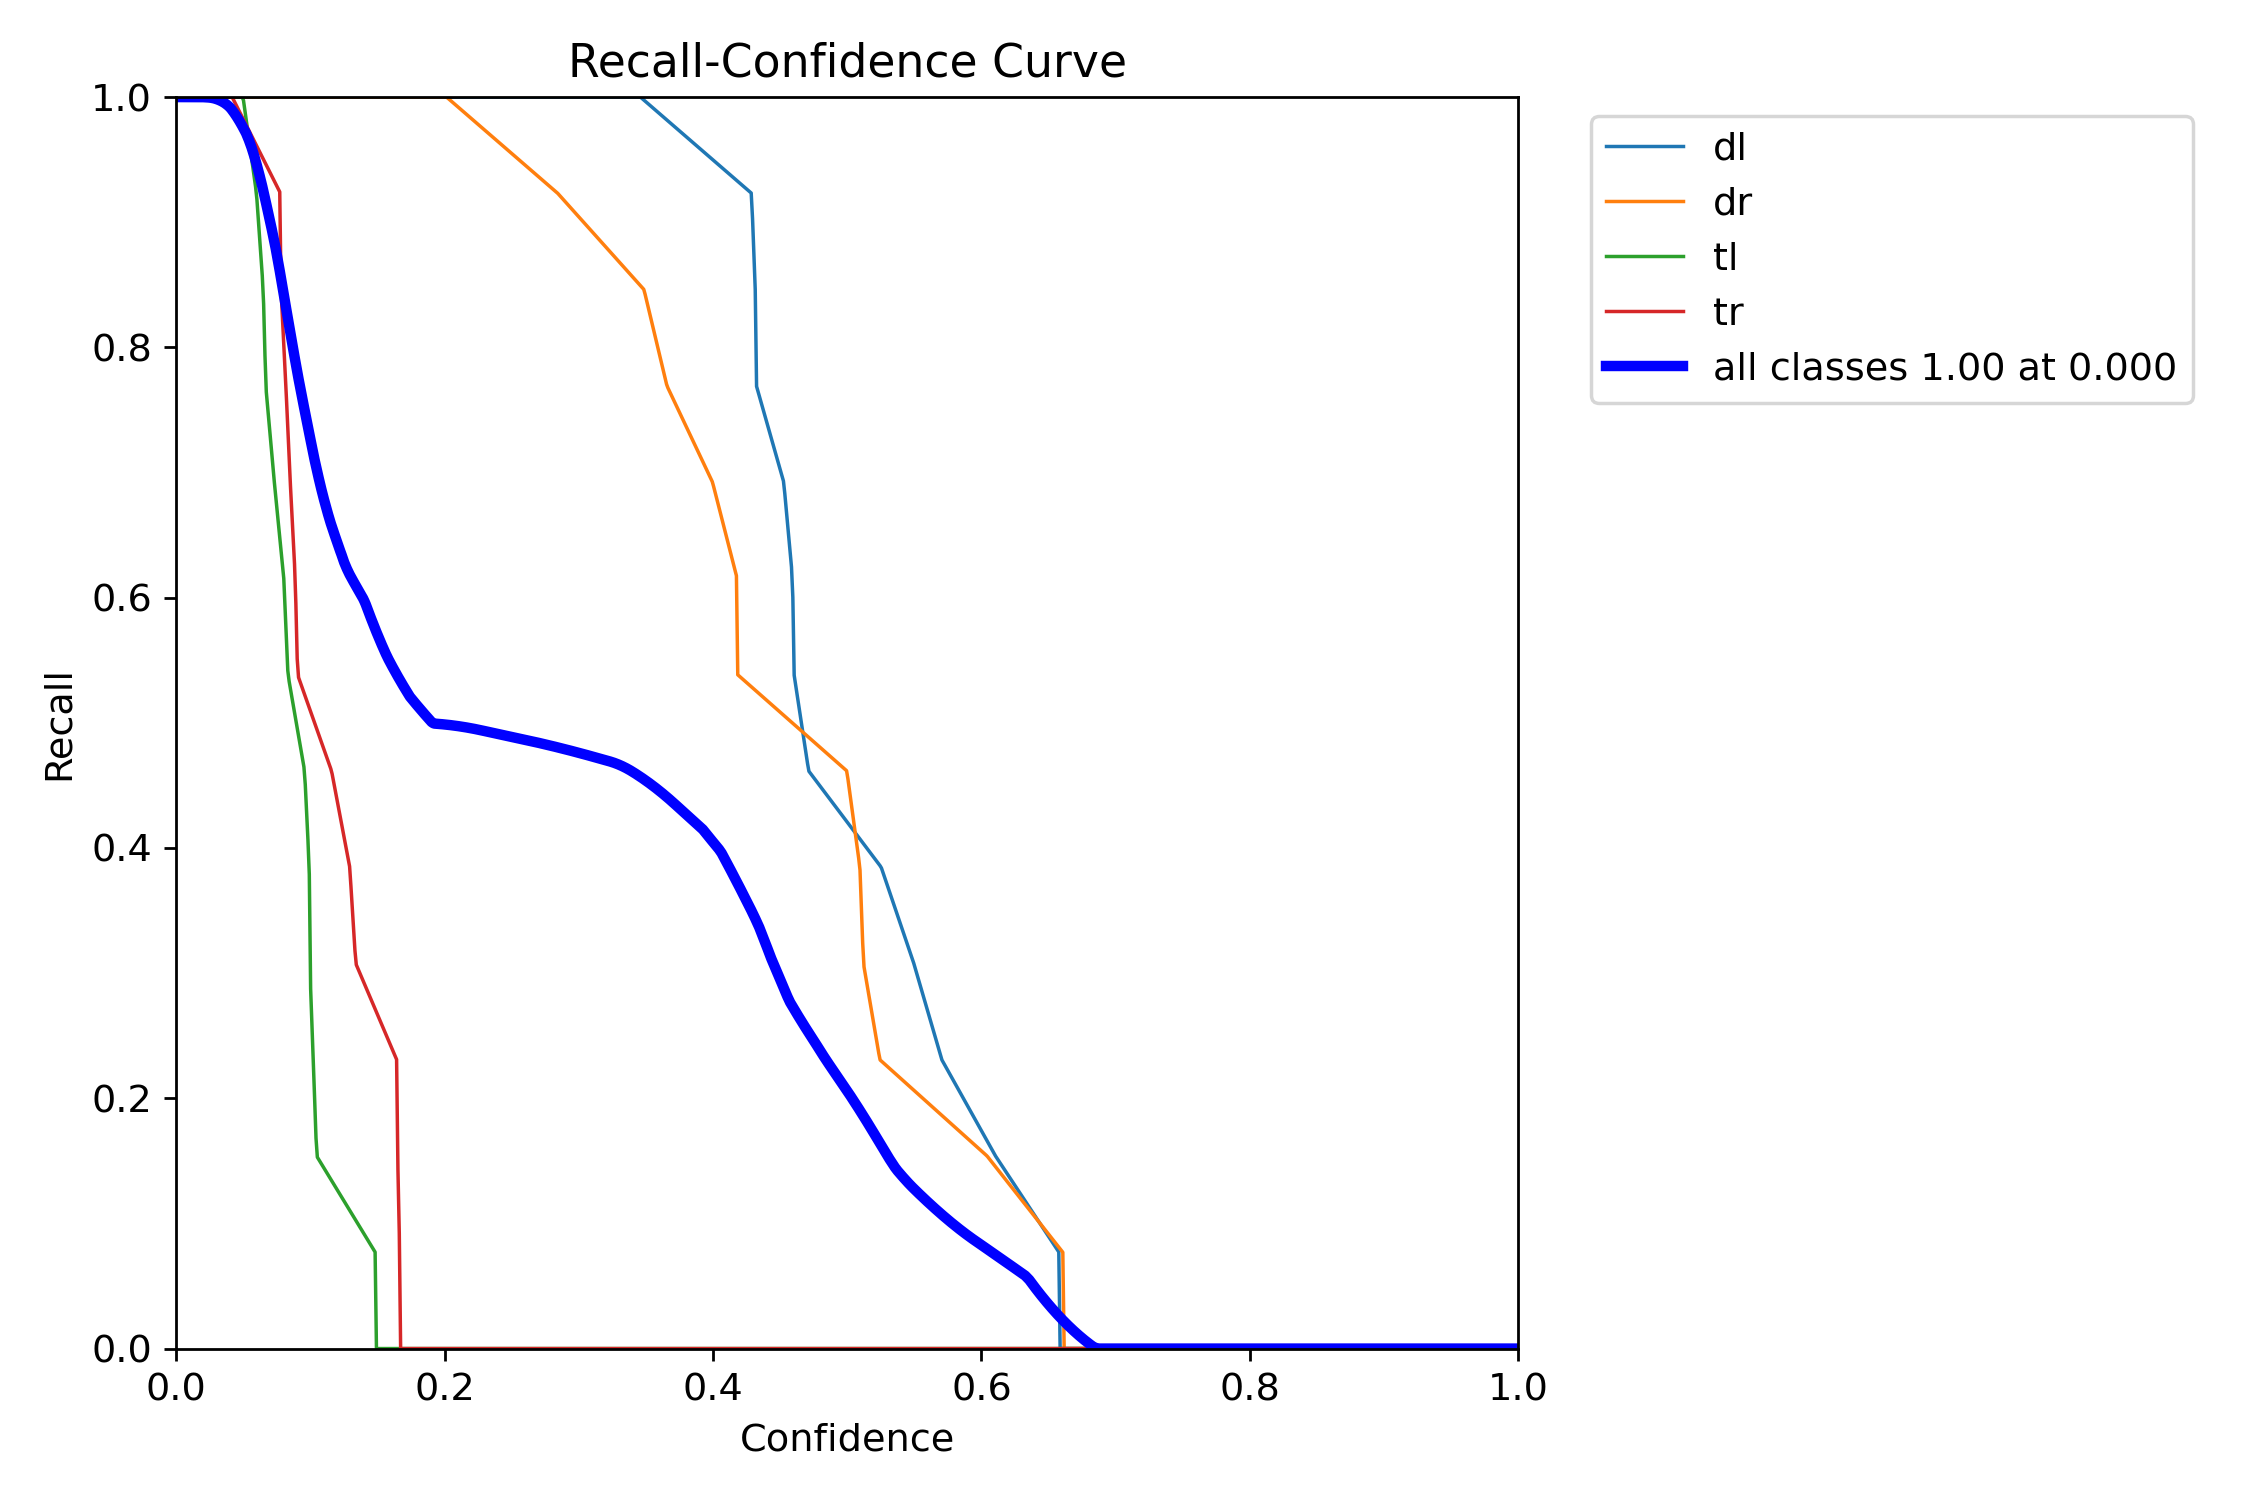 Recall-Confidence Curve
1.0
0.8
0.6
0.4
0.2
0.0
Recall
0.0 0.2 0.4 0.6 0.8 1.0
Confidence
dl
dr
tl
tr
all classes 1.00 at 0.000